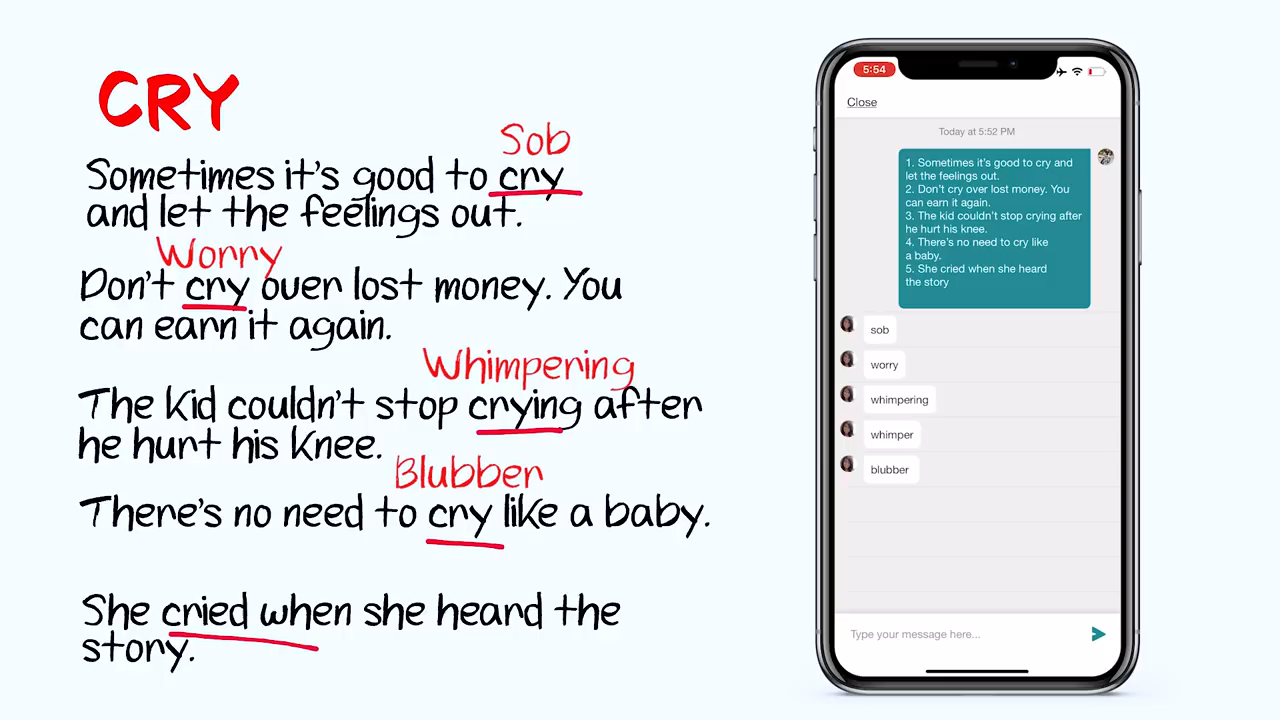 CRY
Sob
Sometimes it's good to cry
and let the feelings out.
Worry
Don't cry over lost money. You
can earn it again.
Whimpering
The kid couldn't stop crying after
he hurt his knee.
Blubber
There's no need to cry like a baby.
She cried when she heard the
story.
5:54
Close
Today at 5:52 PM
1. Sometimes it's good to cry and
let the feelings out.
2. Don't cry over lost money. You
can earn it again.
3. The kid couldn't stop crying after
he hurt his knee.
4. There's no need to cry like
a baby.
5. She cried when she heard
the story
sob
worry
whimpering
whimper
blubber
Type your message here...